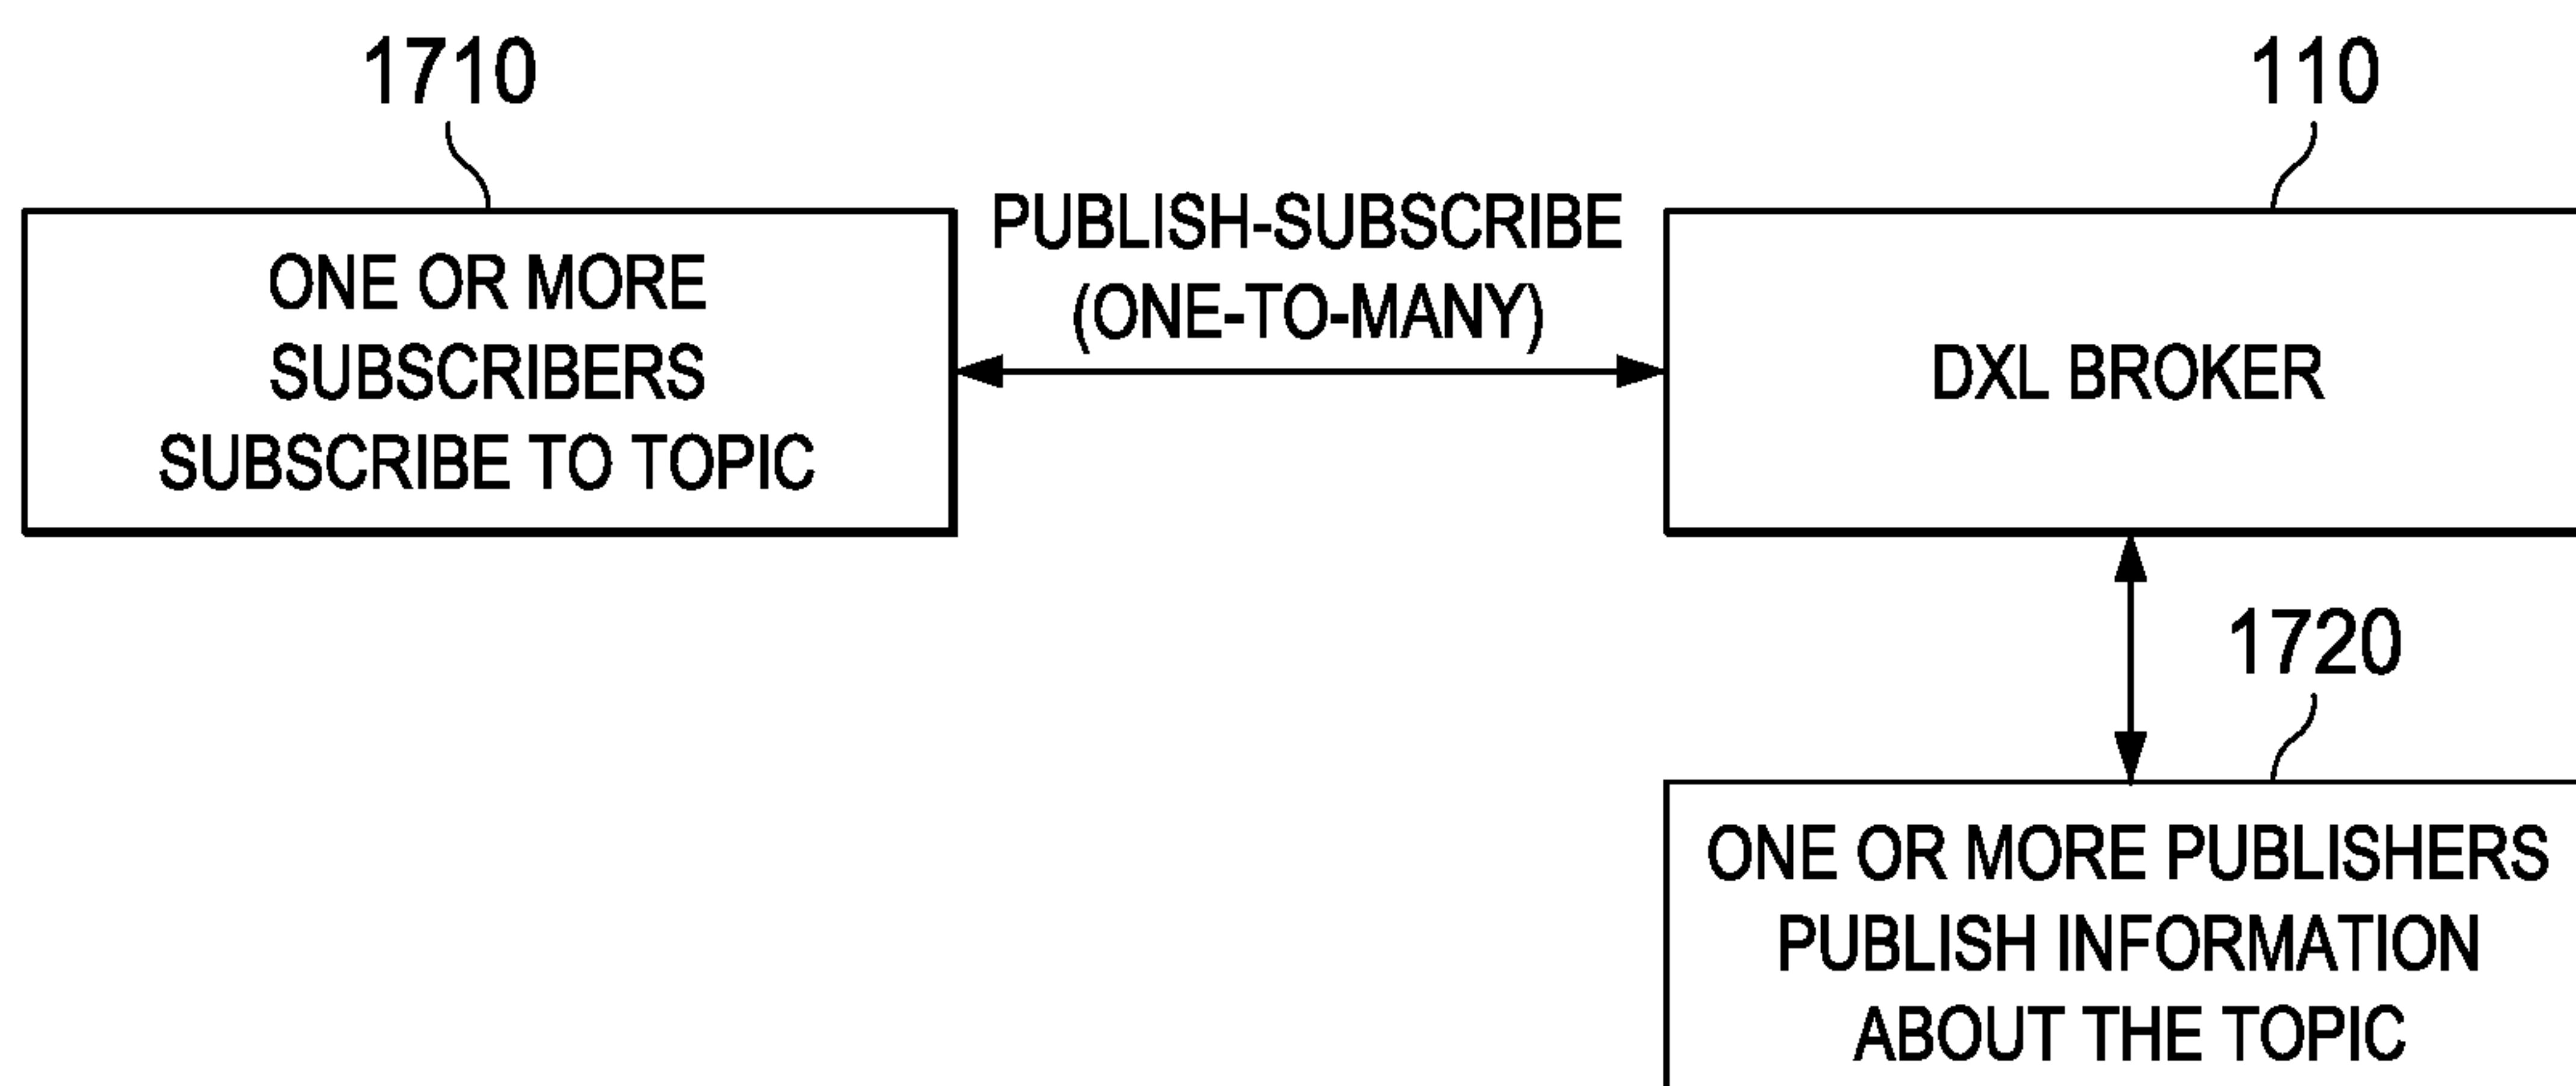 1710
110
ONE OR MORE
SUBSCRIBERS
SUBSCRIBE TO TOPIC
PUBLISH-SUBSCRIBE
(ONE-TO-MANY)
DXL BROKER
1720
ONE OR MORE PUBLISHERS
PUBLISH INFORMATION
ABOUT THE TOPIC